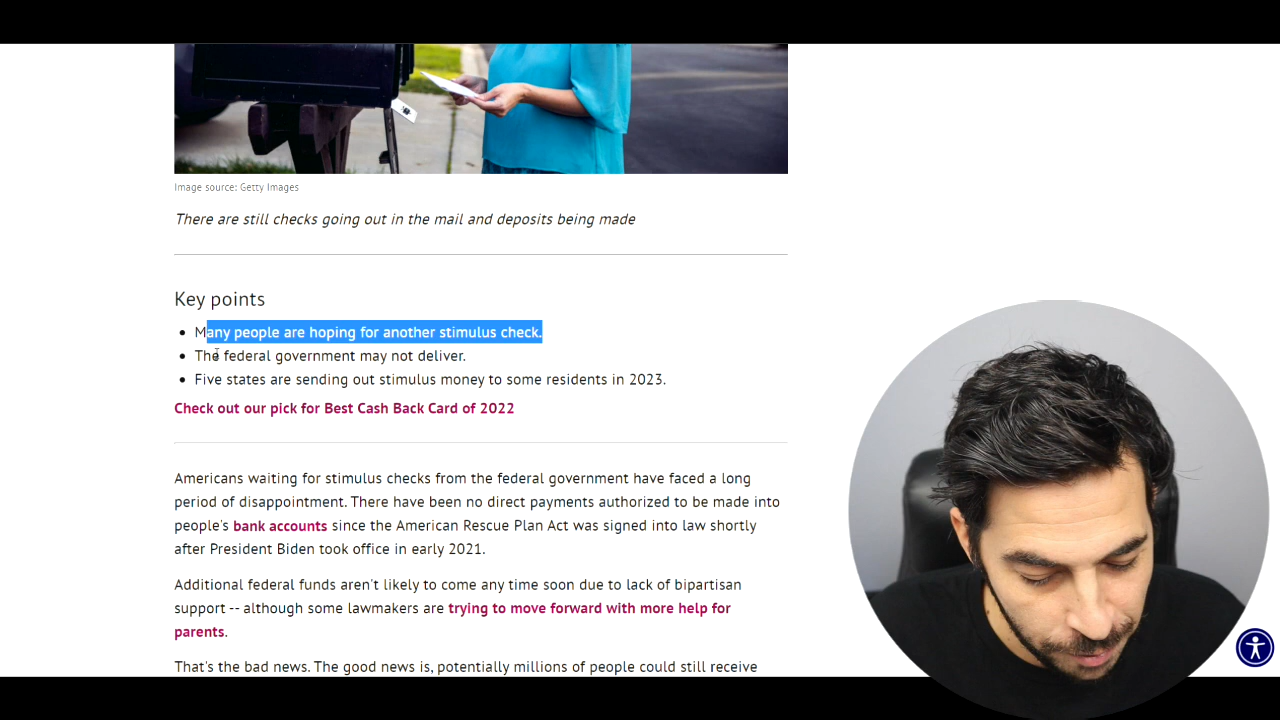 Image source: Getty Images
There are still checks going out in the mail and deposits being made
Key points
Many people are hoping for another stimulus check.
The federal government may not deliver.
Five states are sending out stimulus money to some residents in 2023.
Check out our pick for Best Cash Back Card of 2022
Americans waiting for stimulus checks from the federal government have faced a long
period of disappointment. There have been no direct payments authorized to be made into
people's bank accounts since the American Rescue Plan Act was signed into law shortly
after President Biden took office in early 2021.
Additional federal funds aren't likely to come any time soon due to lack of bipartisan
support -- although some lawmakers are trying to move forward with more help for
parents.
That's the bad news. The good news is, potentially millions of people could still receive